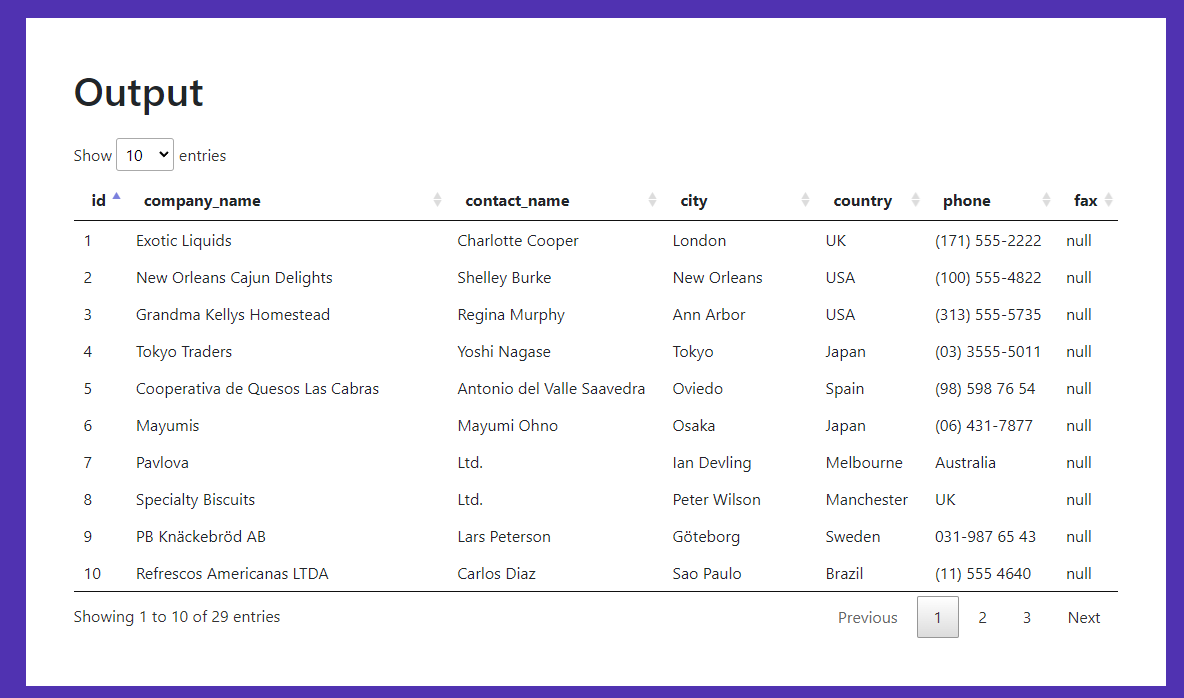 Output
Show 10 entries
id company_name contact_name city country phone fax
1 Exotic Liquids Charlotte Cooper London UK (171) 555-2222 null
2 New Orleans Cajun Delights Shelley Burke New Orleans USA (100) 555-4822 null
3 Grandma Kellys Homestead Regina Murphy Ann Arbor USA (313) 555-5735 null
4 Tokyo Traders Yoshi Nagase Tokyo Japan (03) 3555-5011 null
5 Cooperativa de Quesos Las Cabras Antonio del Valle Saavedra Oviedo Spain (98) 598 76 54 null
6 Mayumis Mayumi Ohno Osaka Japan (06) 431-7877 null
7 Pavlova Ltd. Ian Devling Melbourne Australia null
8 Specialty Biscuits Ltd. Peter Wilson Manchester UK null
9 PB Knäckebröd AB Lars Peterson Göteborg Sweden 031-987 65 43 null
10 Refrescos Americanas LTDA Carlos Diaz Sao Paulo Brazil (11) 555 4640 null
Showing 1 to 10 of 29 entries Previous 1 2 3 Next